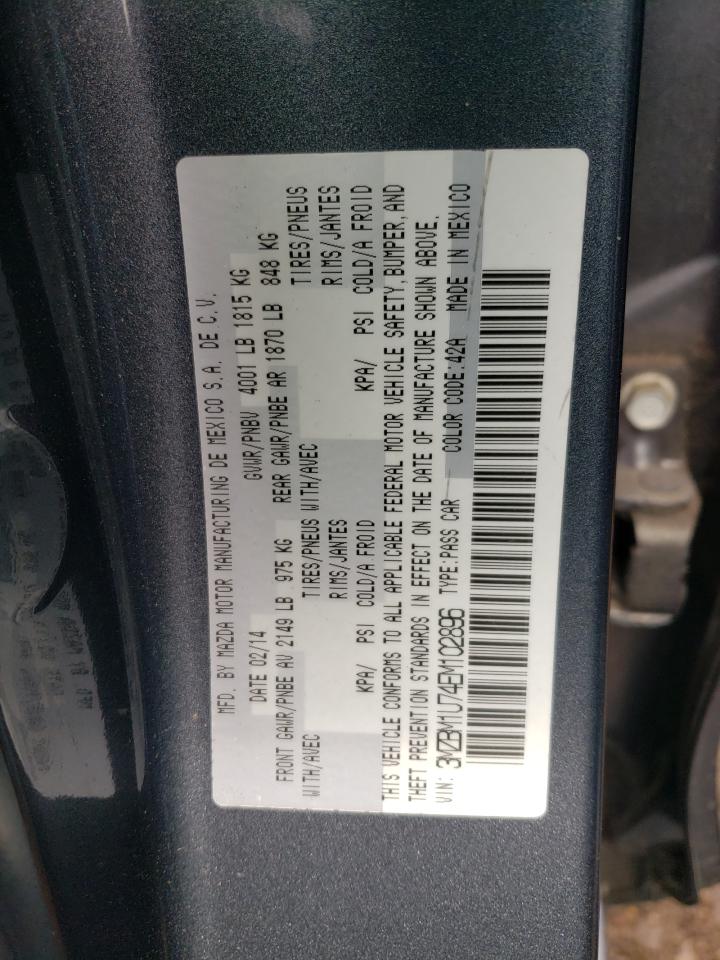 MFD. BY MAZDA MOTOR MANUFACTURING DE MEXICO S.A. DE C.V.
DATE 02/14 GVWR/PNBV 4001 LB 1815 KG
FRONT GAWR/PNBE AV 2149 LB 975 KG REAR GAWR/PNBE AR 1870 LB 848 KG
WITH/AVEC TIRES/PNEUS WITH/AVEC TIRES/PNEUS
RIMS/JANTES RIMS/JANTES
KPA/ PSI COLD/A FROID KPA/ PSI COLD/A FROID
THIS VEHICLE CONFORMS TO ALL APPLICABLE FEDERAL MOTOR VEHICLE SAFETY, BUMPER, AND
THEFT PREVENTION STANDARDS IN EFFECT ON THE DATE OF MANUFACTURE SHOWN ABOVE.
VIN: 3MZBM1U74EM102896 TYPE:PASS CAR COLOR CODE:42A MADE IN MEXICO